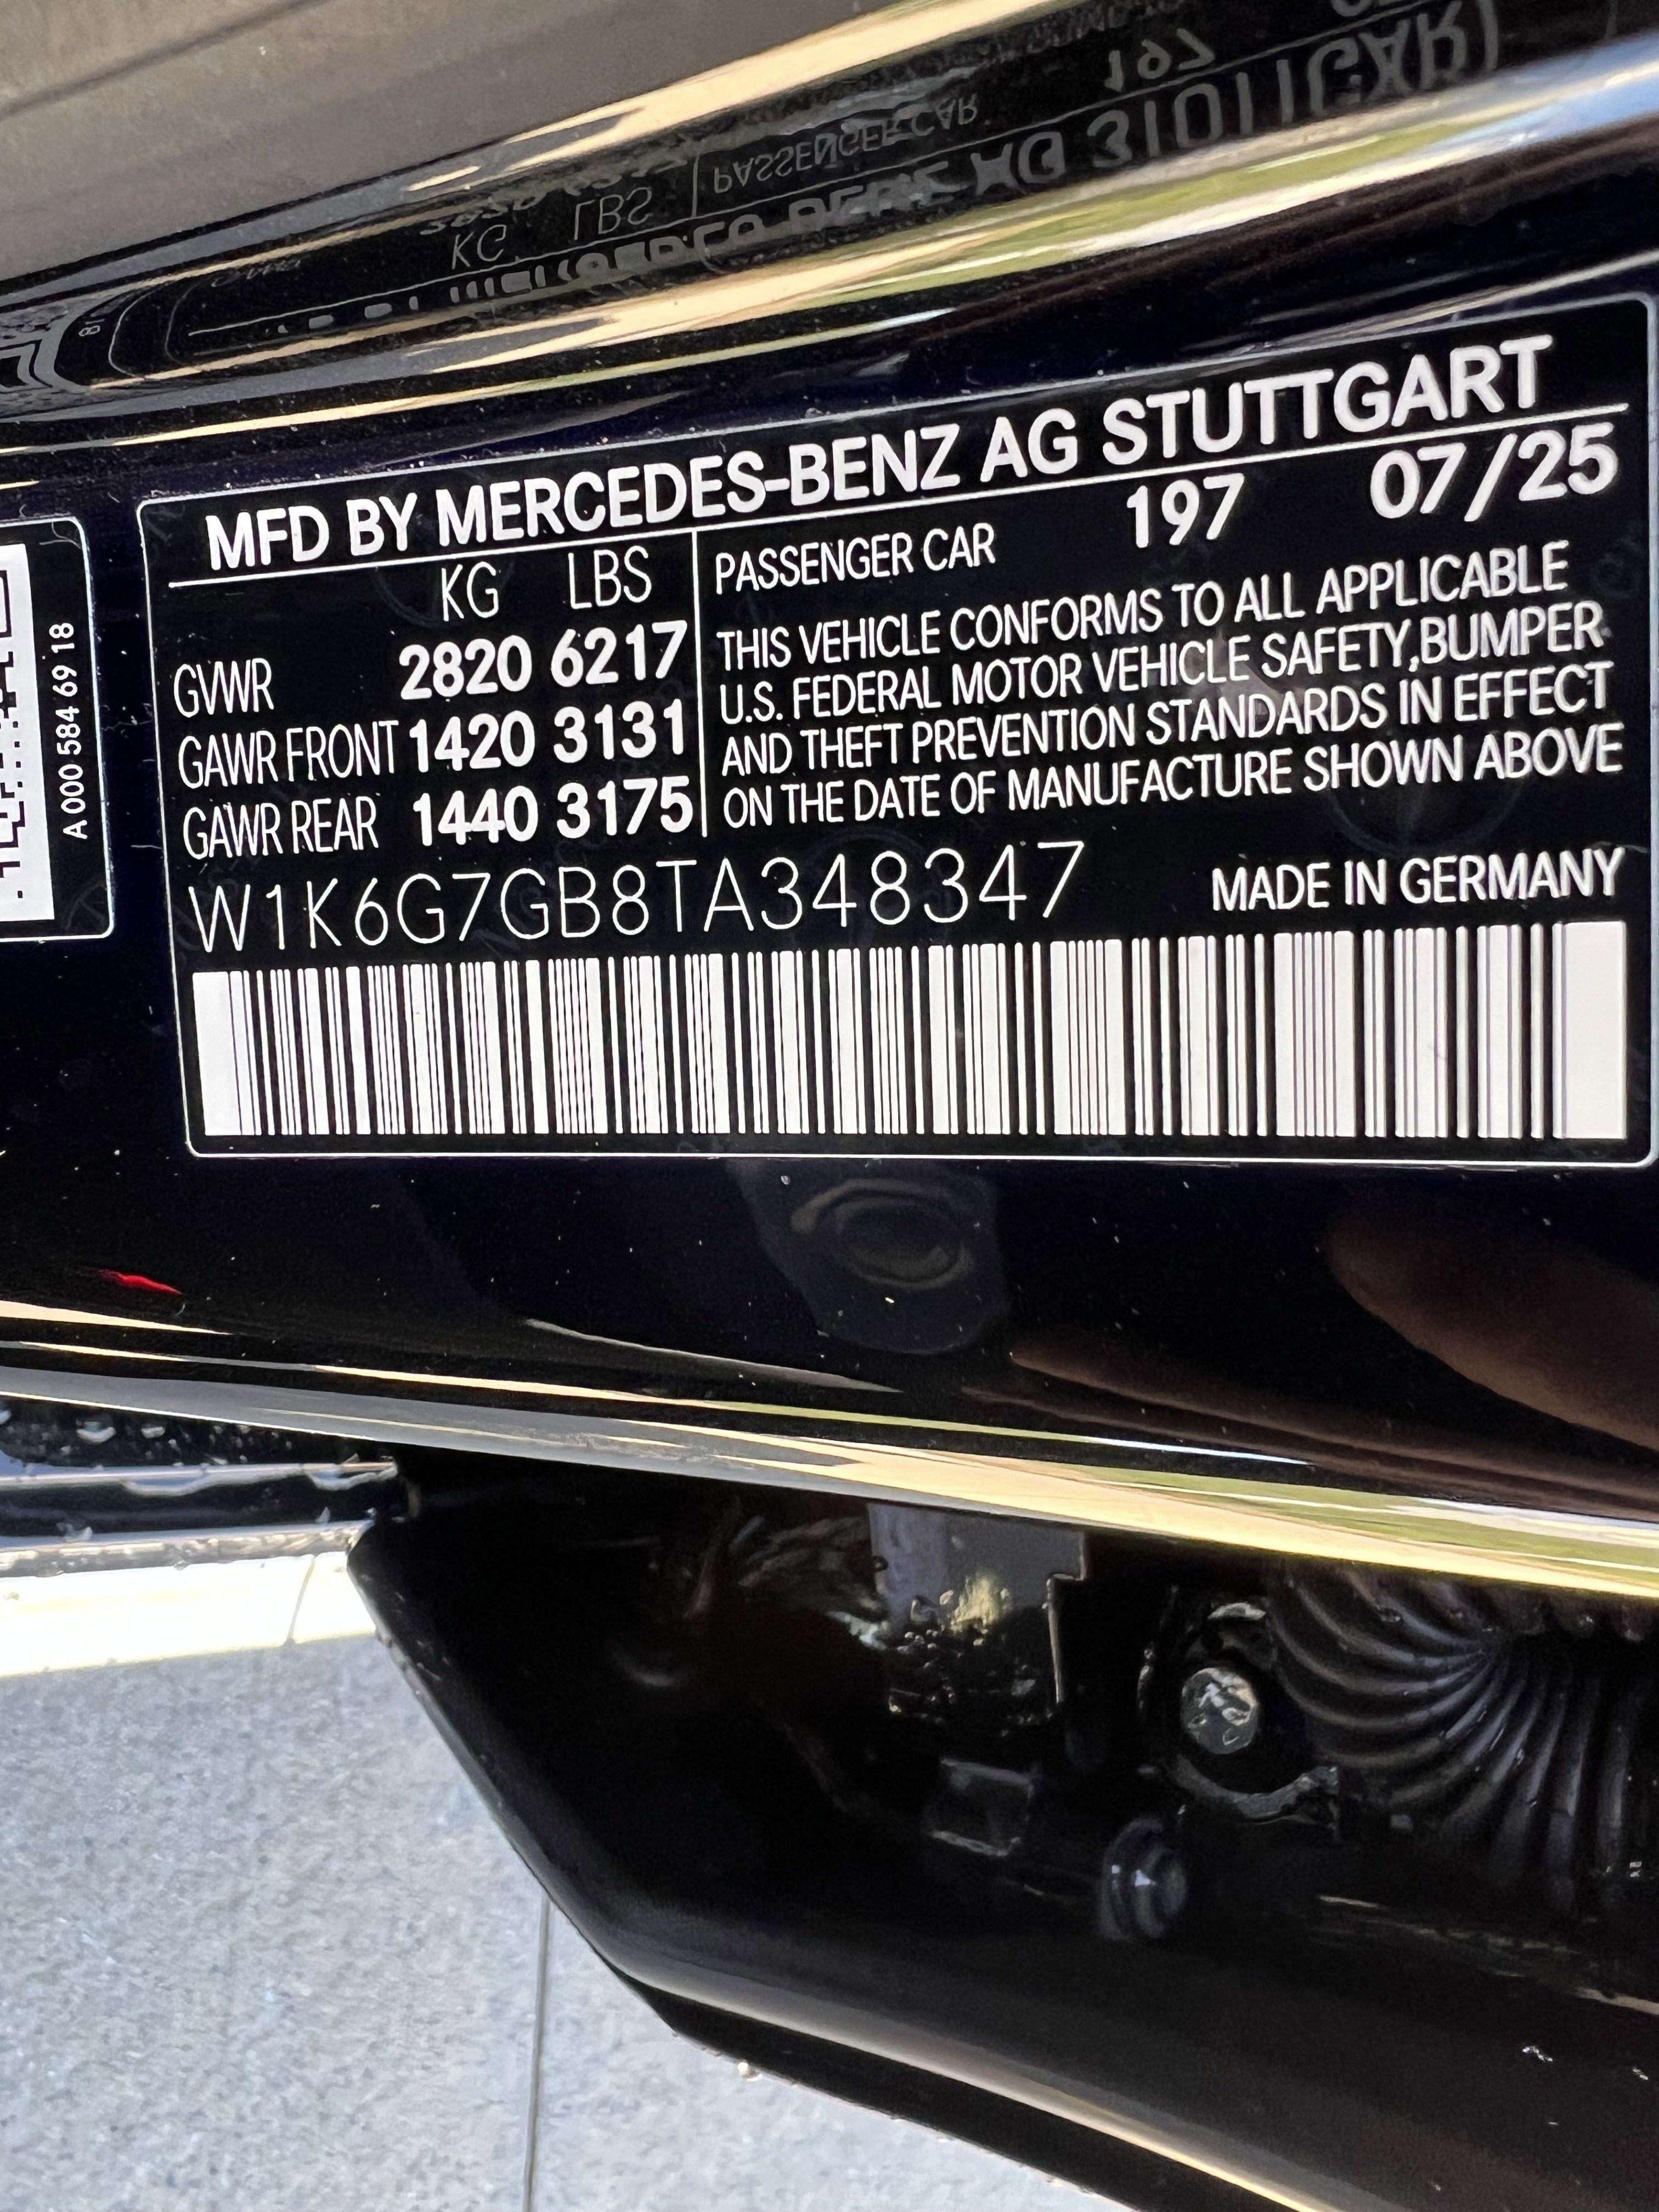 MFD BY MERCEDES-BENZ AG STUTTGART
KG LBS
GVWR 2820 6217
GAWR FRONT 1420 3131
GAWR REAR 1440 3175
PASSENGER CAR 197 07/25
THIS VEHICLE CONFORMS TO ALL APPLICABLE
U.S. FEDERAL MOTOR VEHICLE SAFETY,BUMPER
AND THEFT PREVENTION STANDARDS IN EFFECT
ON THE DATE OF MANUFACTURE SHOWN ABOVE
W1K6G7GB8TA348347
MADE IN GERMANY
A 000 584 69 18